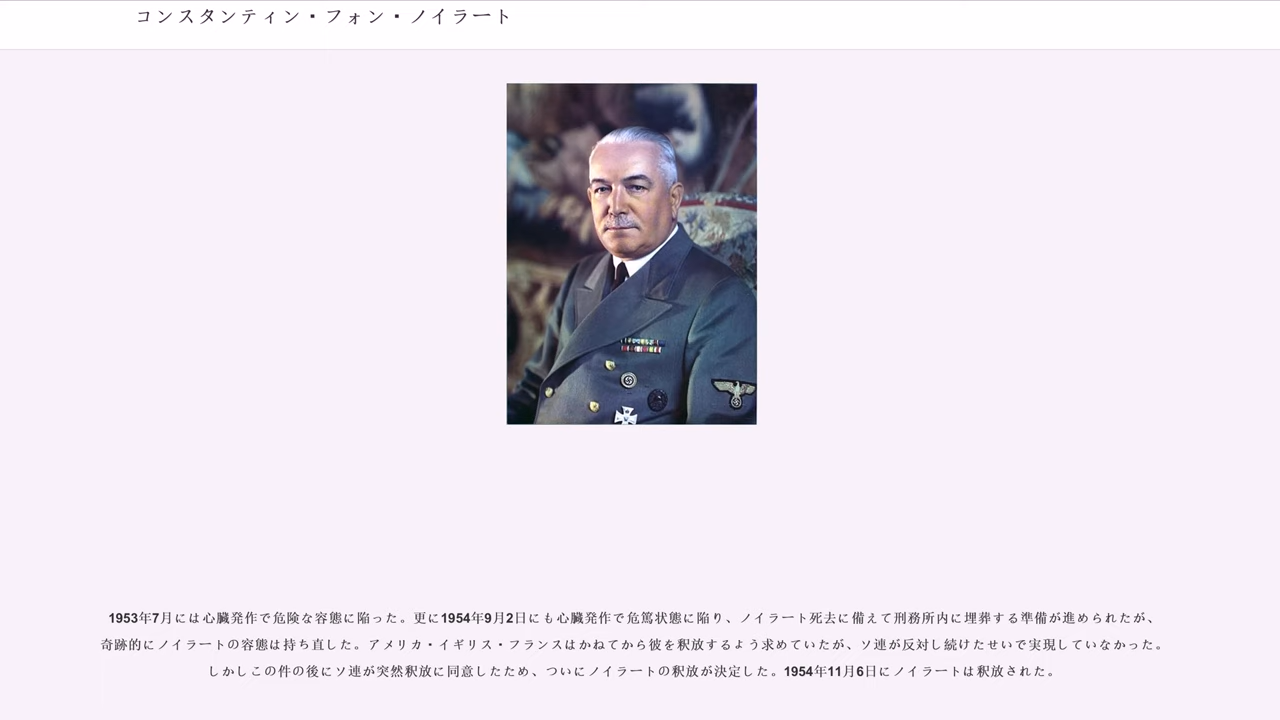 コンスタンティン・フォン・ノイラート
1953年7月には心臓発作で危険な容態に陥った。更に1954年9月2日にも心臓発作で危篤状態に陥り、ノイラート死去に備えて刑務所内に埋葬する準備が進められたが、
奇跡的にノイラートの容態は持ち直した。アメリカ・イギリス・フランスはかねてから彼を釈放するよう求めていたが、ソ連が反対し続けたせいで実現していなかった。
しかしこの件の後にソ連が突然釈放に同意したため、ついにノイラートの釈放が決定した。1954年11月6日にノイラートは釈放された。